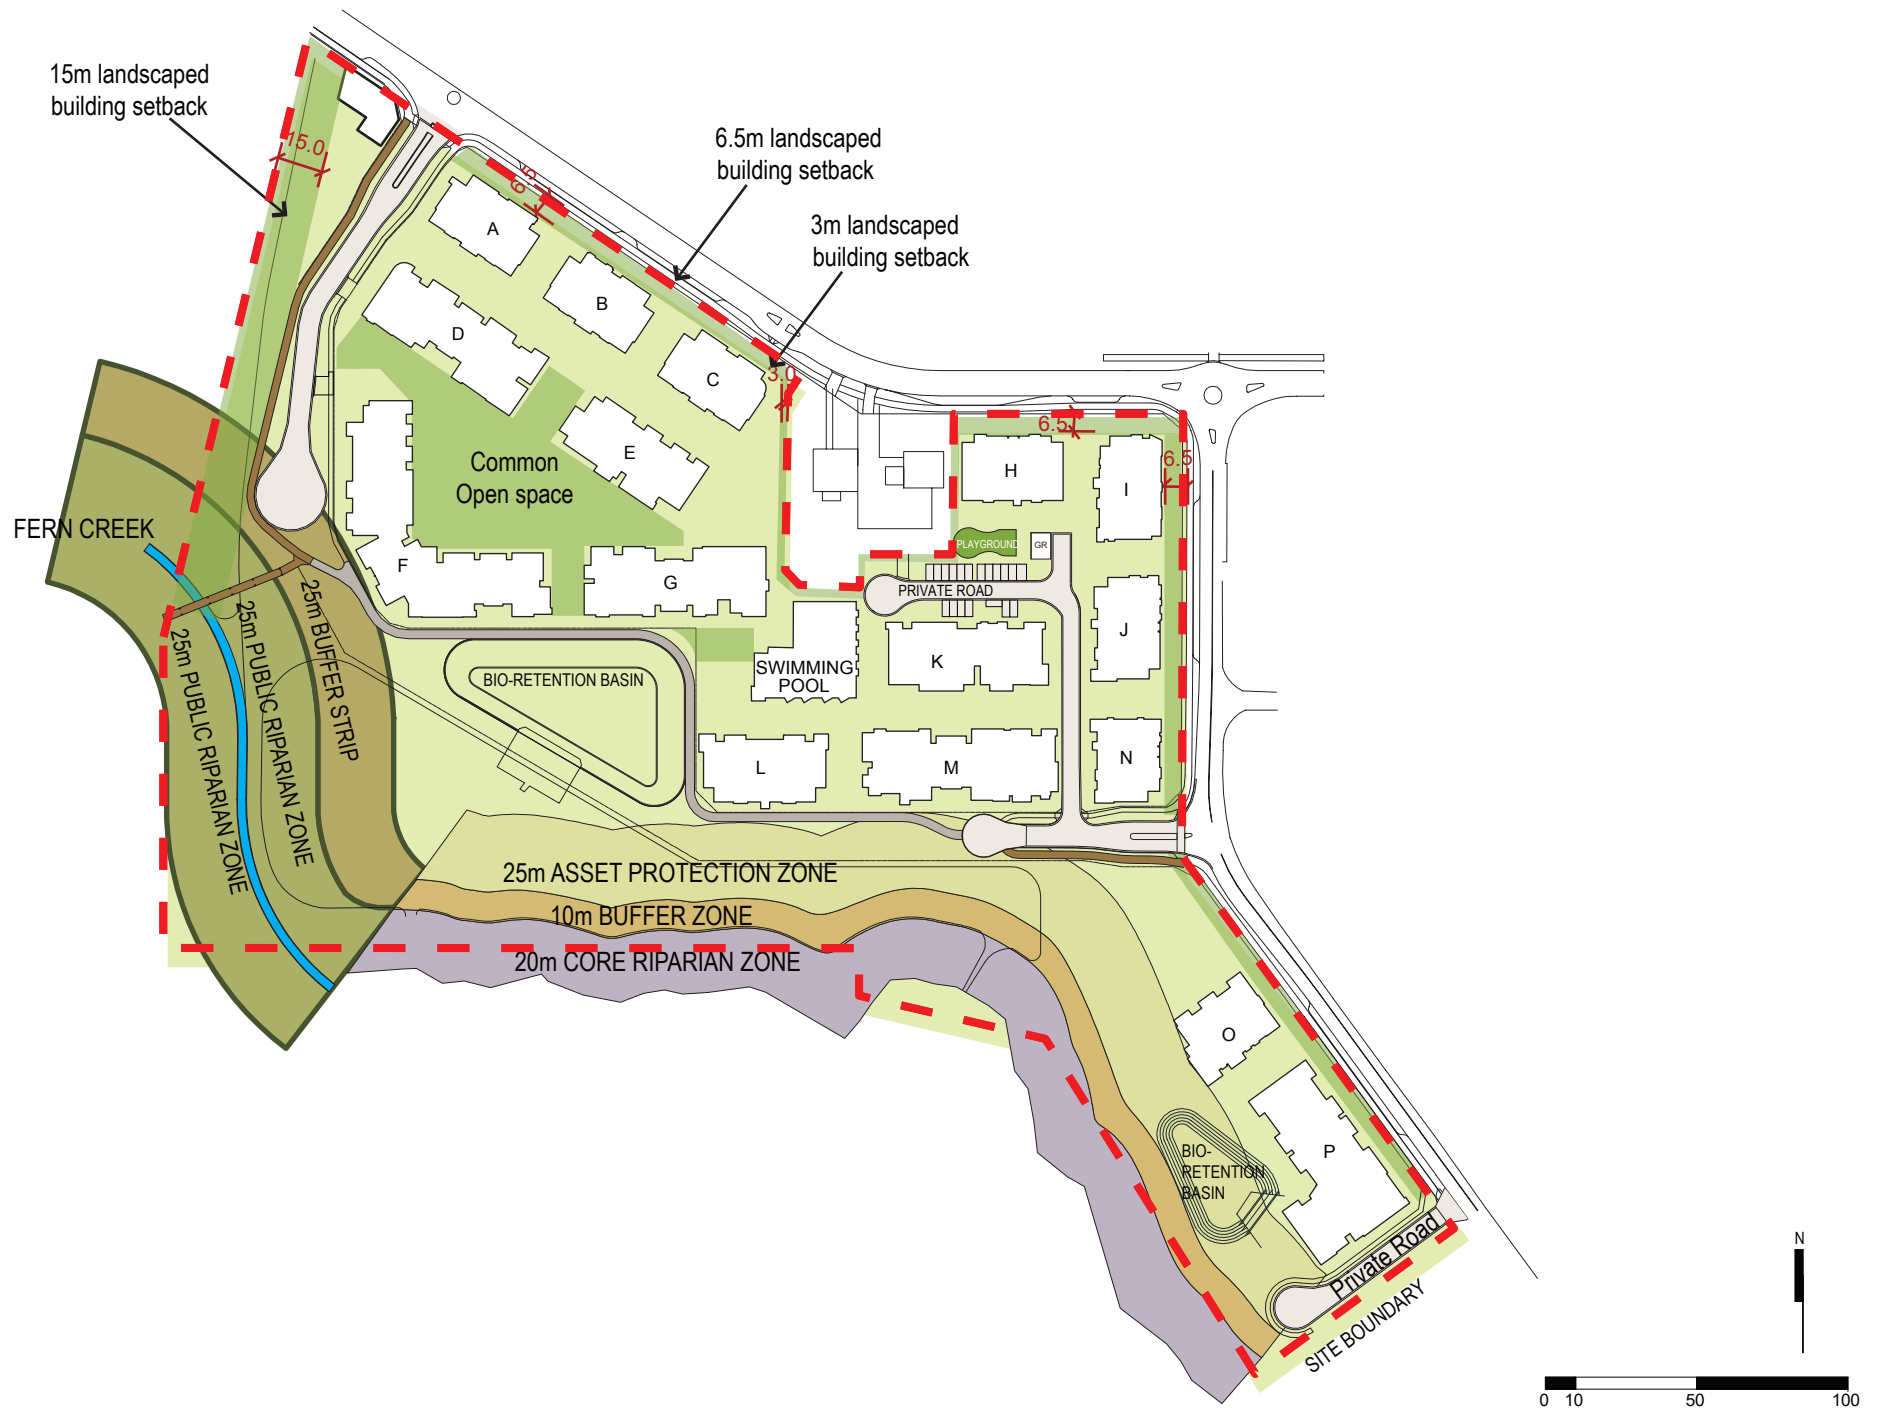 15m landscaped
building setback
15.0
6.5m landscaped
building setback
6.5
3m landscaped
building setback
3.0
A
B
C
D
E
Common
Open space
F
G
6.5
6.5
H
I
PLAYGROUND
GR
PRIVATE ROAD
J
K
SWIMMING
POOL
BIO-RETENTION BASIN
L
M
N
FERN CREEK
25m PUBLIC RIPARIAN ZONE
25m PUBLIC RIPARIAN ZONE
25m BUFFER STRIP
25m ASSET PROTECTION ZONE
10m BUFFER ZONE
20m CORE RIPARIAN ZONE
O
P
BIO-
RETENTION
BASIN
Private Road
SITE BOUNDARY
N
0 10 50 100